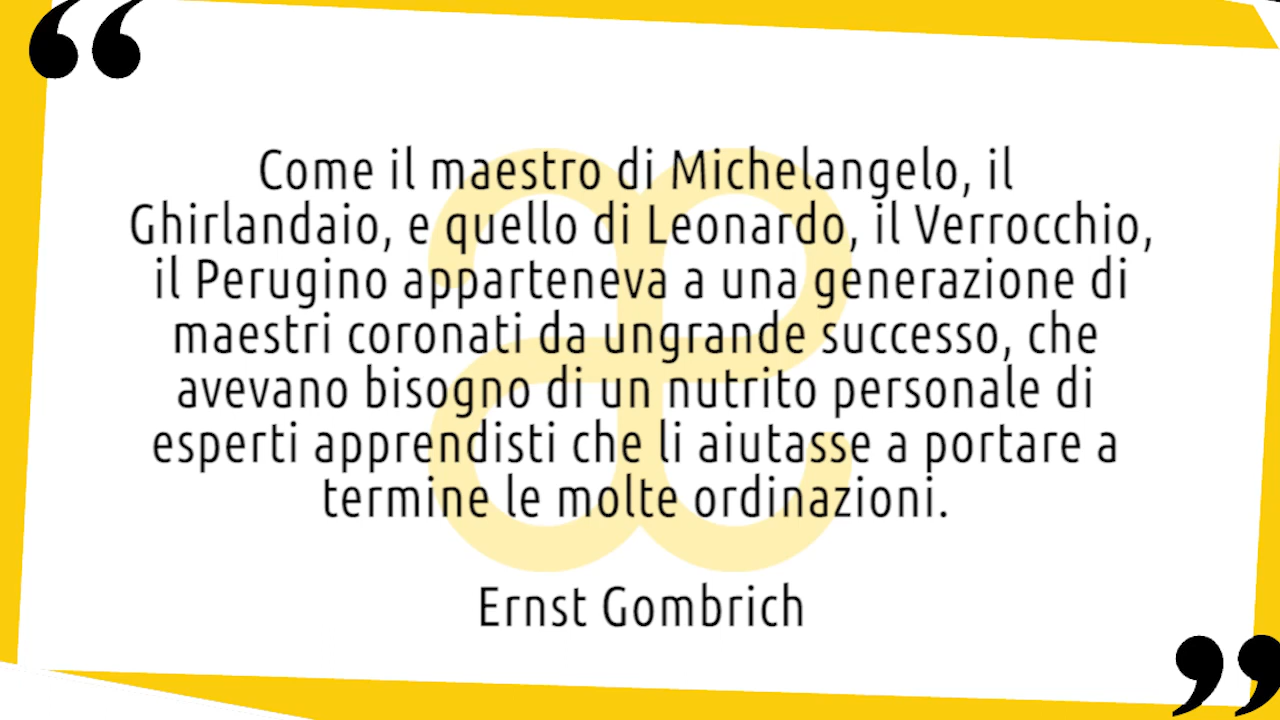 Come il maestro di Michelangelo, il
Ghirlandaio, e quello di Leonardo, il Verrocchio,
il Perugino apparteneva a una generazione di
maestri coronati da ungrande successo, che
avevano bisogno di un nutrito personale di
esperti apprendisti che li aiutasse a portare a
termine le molte ordinazioni.
Ernst Gombrich